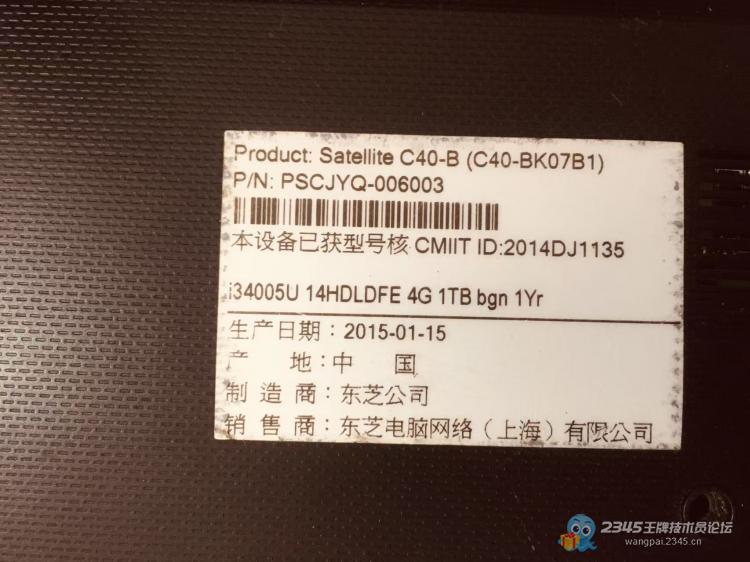 Product: Satellite C40-B (C40-BK07B1)
P/N: PSCJYQ-006003
本设备已获型号核 CMIIT ID:2014DJ1135
i34005U 14HDLDFE 4G 1TB bgn 1Yr
生产日期：2015-01-15
产 地：中 国
制 造 商：东芝公司
销 售 商：东芝电脑网络（上海）有限公司
2345王牌技术员论坛
wangpai.2345.cn